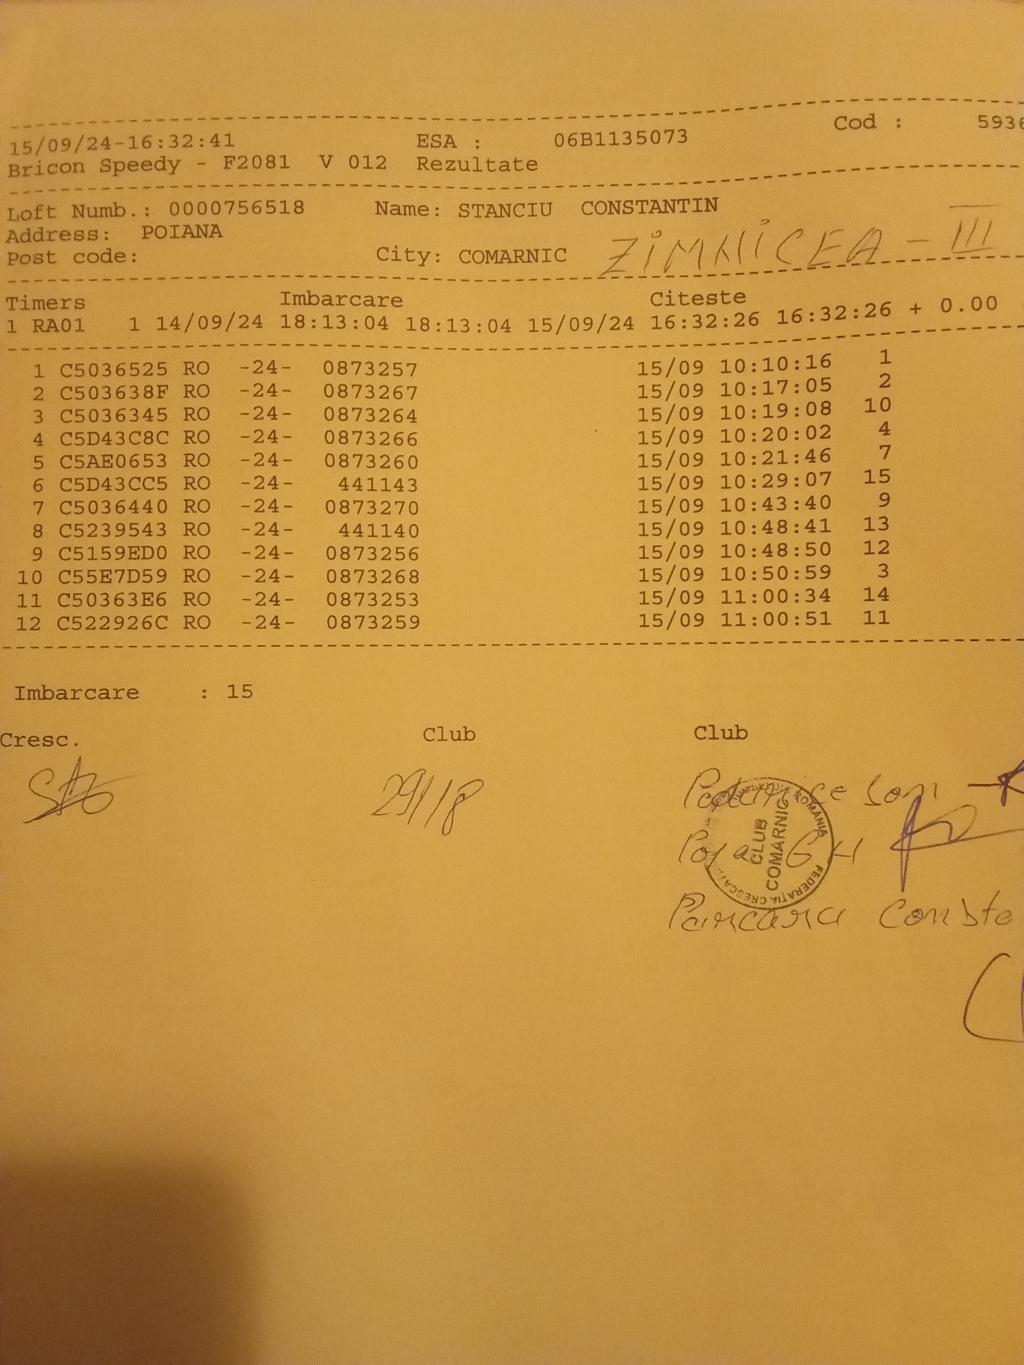 15/09/24-16:32:41 ESA : 06B1135073 Cod :
Bricon Speedy - F2081 V 012 Rezultate
Loft Numb.: 0000756518 Name: STANCIU CONSTANTIN
Address: POIANA
Post code: City: COMARNIC ZIMNICEA - III
Timers Imbarcare Citeste
1 RA01 1 14/09/24 18:13:04 18:13:04 15/09/24 16:32:26 16:32:26 + 0.00
1 C5036525 RO -24- 0873257 15/09 10:10:16 1
2 C503638F RO -24- 0873267 15/09 10:17:05 2
3 C5036345 RO -24- 0873264 15/09 10:19:08 10
4 C5D43C8C RO -24- 0873266 15/09 10:20:02 4
5 C5AE0653 RO -24- 0873260 15/09 10:21:46 7
6 C5D43CC5 RO -24- 441143 15/09 10:29:07 15
7 C5036440 RO -24- 0873270 15/09 10:43:40 9
8 C5239543 RO -24- 441140 15/09 10:48:41 13
9 C5159ED0 RO -24- 0873256 15/09 10:48:50 12
10 C55E7D59 RO -24- 0873268 15/09 10:50:59 3
11 C50363E6 RO -24- 0873253 15/09 11:00:34 14
12 C522926C RO -24- 0873259 15/09 11:00:51 11
Imbarcare : 15
Cresc. Club Club
CLUB
COMARNIC